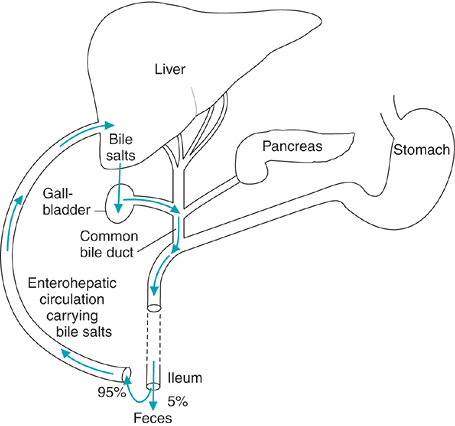 Liver
Bile
salts
Pancreas
Stomach
Gall-
bladder
Common
bile duct
Enterohepatic
circulation
carrying
bile salts
Ileum
95%
5%
Feces